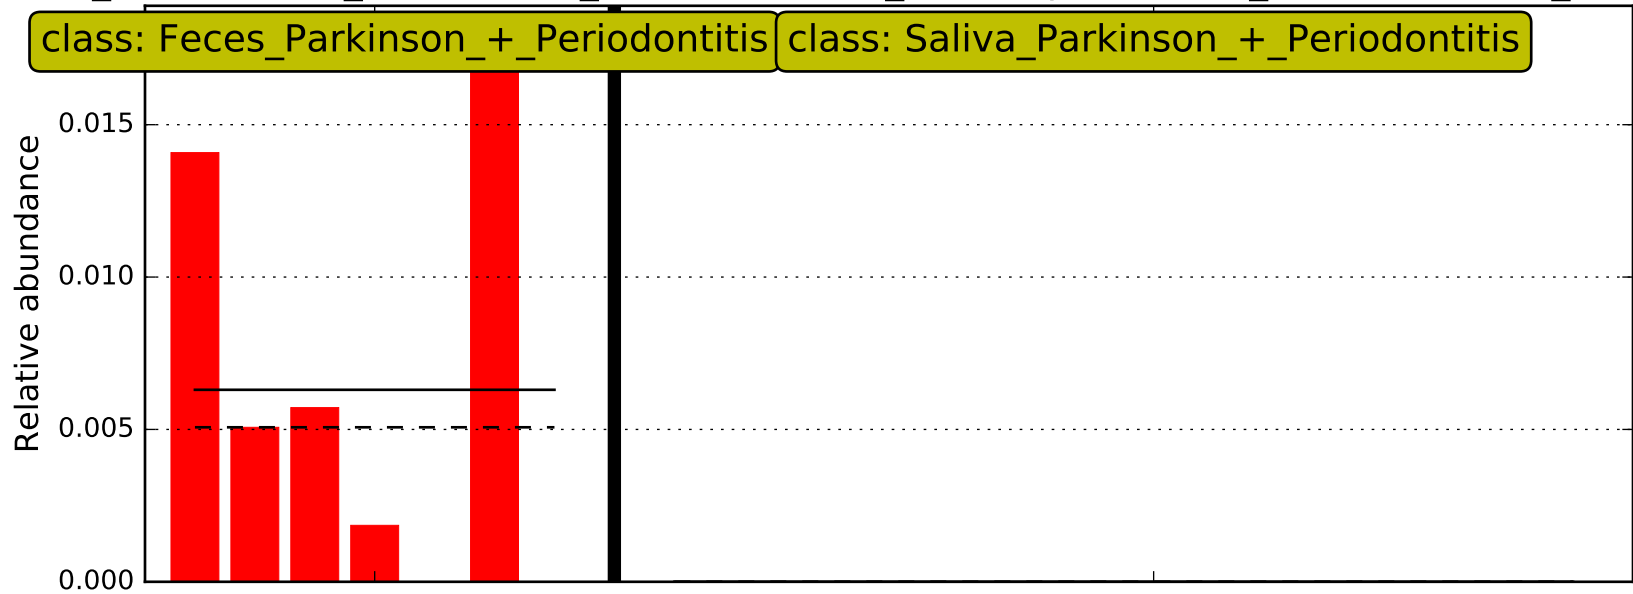 class: Feces_Parkinson_+_Periodontitis class: Saliva_Parkinson_+_Periodontitis
0.015
0.010
0.005
0.000
Relative abundance